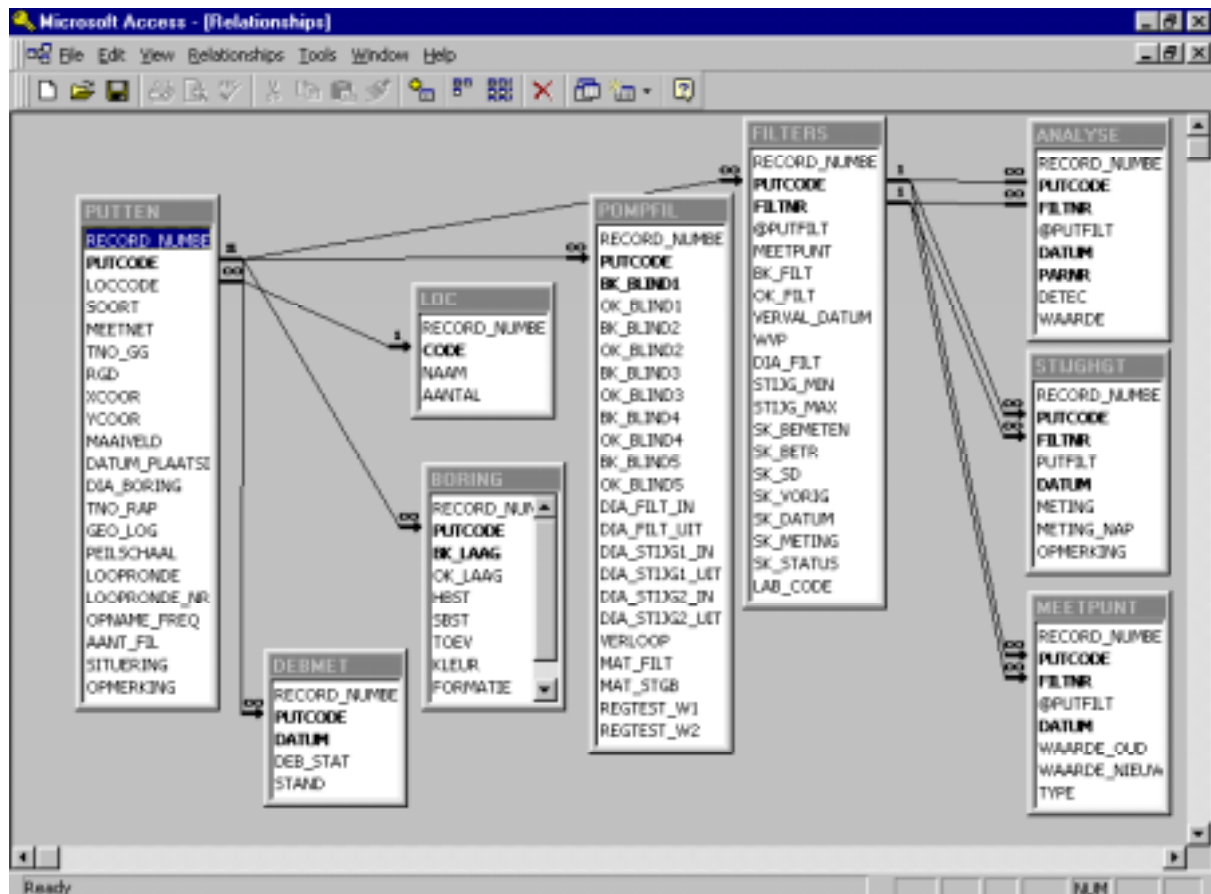 Microsoft Access - [Relationships]
File Edit View Relationships Tools Window Help
PUTTEN
RECORD_NUMBE
PUTCODE
LOCCODE
SOORT
MEETNET
TNO_GG
RGD
XCOOR
YCOOR
MAAIVELD
DATUM_PLAATSI
DIA_BORING
TNO_RAP
GEO_LOG
PEILSCHAAL
LOOPRONDE
LOOPRONDE_NR
OPNAME_FREQ
AANT_FIL
SITUERING
OPMERKING
LOC
RECORD_NUMBE
CODE
NAAM
AANTAL
BORING
RECORD_NUM
PUTCODE
BK_LAAG
OK_LAAG
HBST
SBST
TOEV
KLEUR
FORMATIE
DEBMET
RECORD_NUMBE
PUTCODE
DATUM
DEB_STAT
STAND
POMPFIL
RECORD_NUMBE
PUTCODE
BK_BLIND1
OK_BLIND1
BK_BLIND2
OK_BLIND2
BK_BLIND3
OK_BLIND3
BK_BLIND4
OK_BLIND4
BK_BLIND5
OK_BLIND5
DIA_FILT_IN
DIA_FILT_UIT
DIA_STIJG1_IN
DIA_STIJG1_UIT
DIA_STIJG2_IN
DIA_STIJG2_UIT
VERLOOP
MAT_FILT
MAT_STGB
REGTEST_W1
REGTEST_W2
FILTERS
RECORD_NUMBE
PUTCODE
FILTNR
@PUTFILT
MEETPUNT
BK_FILT
OK_FILT
VERVAL_DATUM
WVP
DIA_FILT
STIJG_MIN
STIJG_MAX
SK_BEMETEN
SK_BETR
SK_SD
SK_VORIG
SK_DATUM
SK_METING
SK_STATUS
LAB_CODE
ANALYSE
RECORD_NUMBE
PUTCODE
FILTNR
@PUTFILT
DATUM
PARNR
DETEC
WAARDE
STIJGHGT
RECORD_NUMBE
PUTCODE
FILTNR
PUTFILT
DATUM
METING
METING_NAP
OPMERKING
MEETPUNT
RECORD_NUMBE
PUTCODE
FILTNR
@PUTFILT
DATUM
WAARDE_OUD
WAARDE_NIEUW
TYPE
1
∞
∞
1
∞
∞
∞
1
1
∞
∞
∞
∞
∞
∞
Ready
NUM